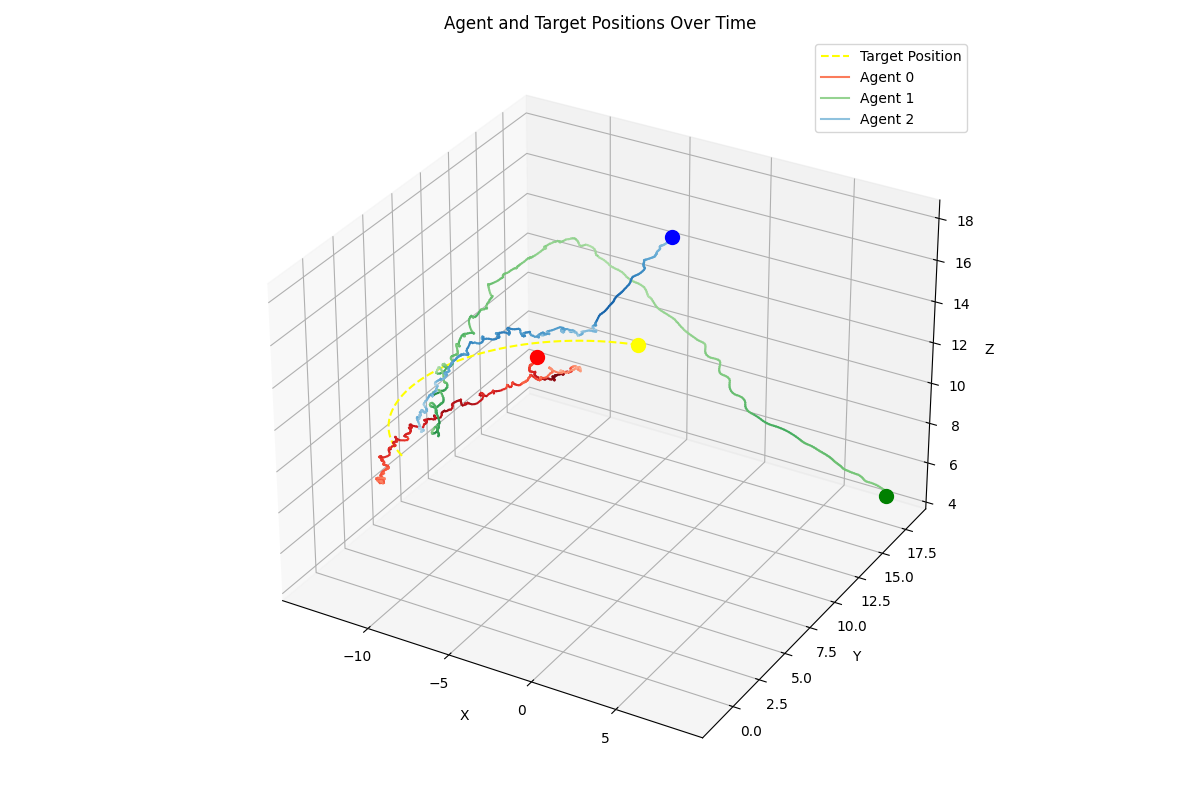 Agent and Target Positions Over Time
Target Position
Agent 0
Agent 1
Agent 2
18
16
14
12
10
8
6
4
Z
17.5
15.0
12.5
10.0
7.5
5.0
2.5
0.0
Y
−10
−5
0
5
X